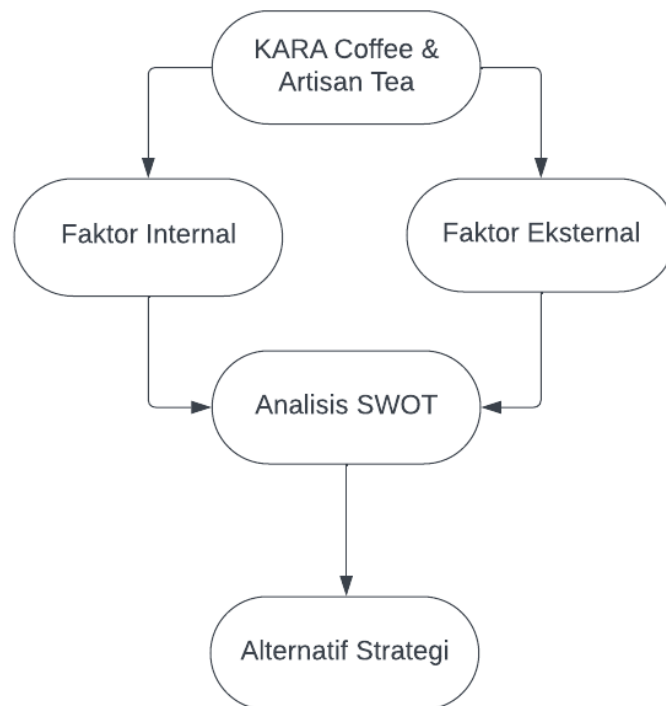 KARA Coffee &
Artisan Tea
Faktor Internal
Faktor Eksternal
Analisis SWOT
Alternatif Strategi